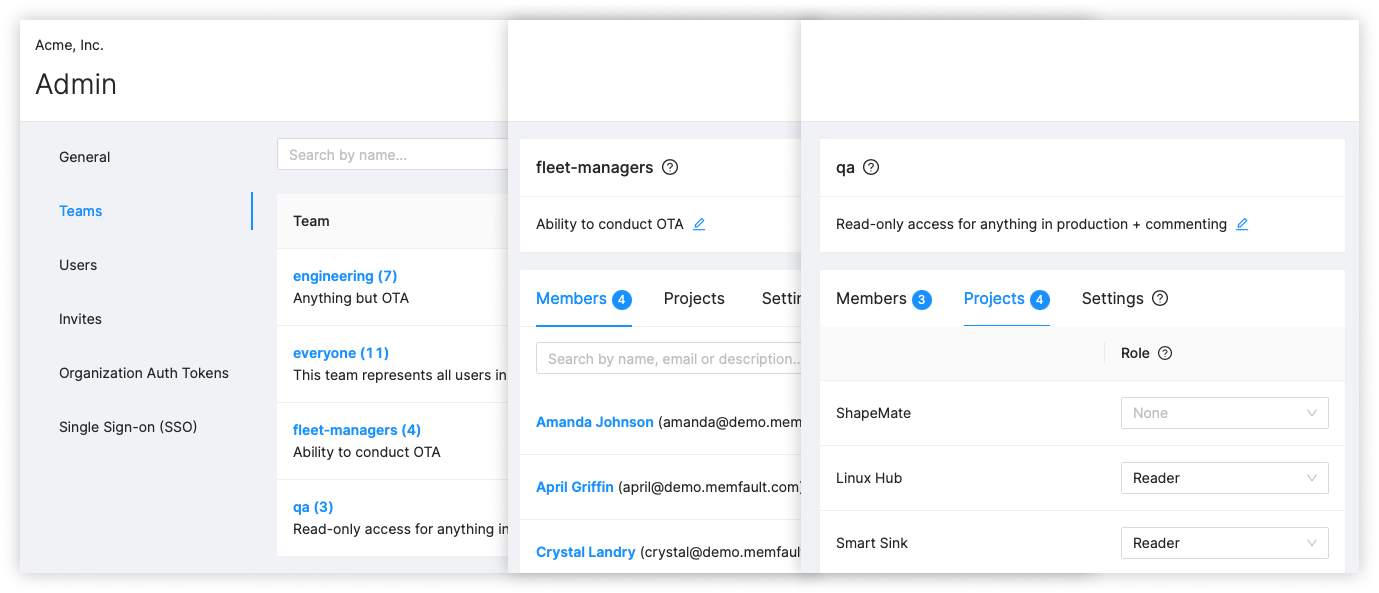 Acme, Inc.
Admin
General
Teams
Users
Invites
Organization Auth Tokens
Single Sign-on (SSO)
Search by name...
Team
engineering (7)
Anything but OTA
everyone (11)
This team represents all users in
fleet-managers (4)
Ability to conduct OTA
qa (3)
Read-only access for anything in
fleet-managers
Ability to conduct OTA
Members 4 Projects Settin
Search by name, email or description...
Amanda Johnson (amanda@demo.mem
April Griffin (april@demo.memfault.com)
Crystal Landry (crystal@demo.memfaul
qa
Read-only access for anything in production + commenting
Members 3 Projects 4 Settings
Role
ShapeMate None
Linux Hub Reader
Smart Sink Reader